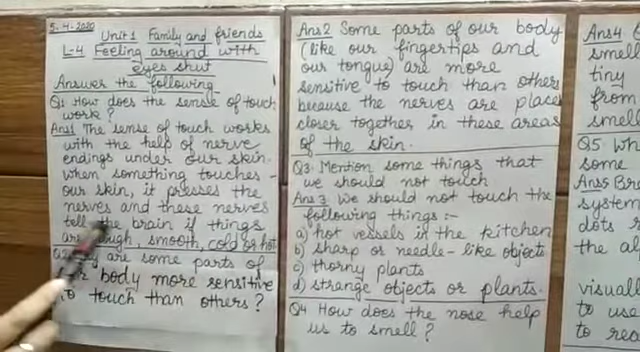 5-4-2020
Unit 1 Family and friends
L-4 Feeling around with
eyes shut
Answer the following
Q1 How does the sense of touch
work?
Ans1 The sense of touch works
with the help of nerve
endings under our skin.
When something touches
our skin, it presses the
nerves and these nerves
tell the brain if things
are rough, smooth, cold or hot
are some parts of
body more sensitive
to touch than others?
Ans2 Some parts of our body
(like our fingertips and
our tongue) are more
sensitive to touch than others
because the nerves are place
closer together in these areas
of the skin.
Q3. Mention some things that
we should not touch
Ans3 We should not touch the
following things :-
a) hot vessels in the kitchen
b) sharp or needle-like objects
c) thorny plants
d) strange objects or plants.
Q4 How does the nose help
us to smell?
Ans4
smell
tiny
from
smell
Q5. Wh
some
Ans5 Bra
system
dots
the al
visuall
to use
to rea